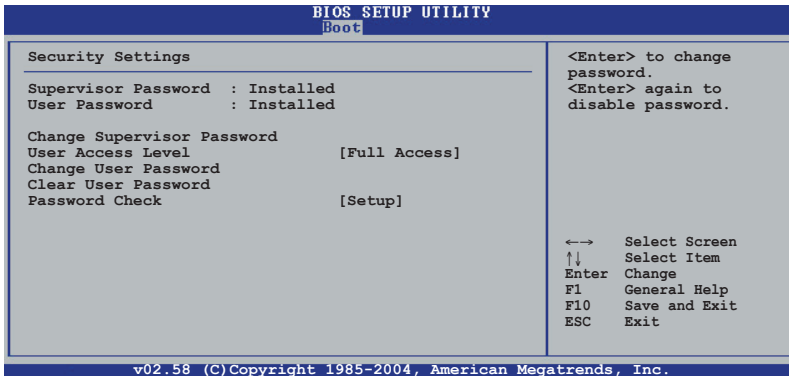 BIOS SETUP UTILITY
Boot
Security Settings
Supervisor Password : Installed
User Password : Installed
Change Supervisor Password
User Access Level [Full Access]
Change User Password
Clear User Password
Password Check [Setup]
<Enter> to change
password.
<Enter> again to
disable password.
←→ Select Screen
↑↓ Select Item
Enter Change
F1 General Help
F10 Save and Exit
ESC Exit
v02.58 (C)Copyright 1985-2004, American Megatrends, Inc.